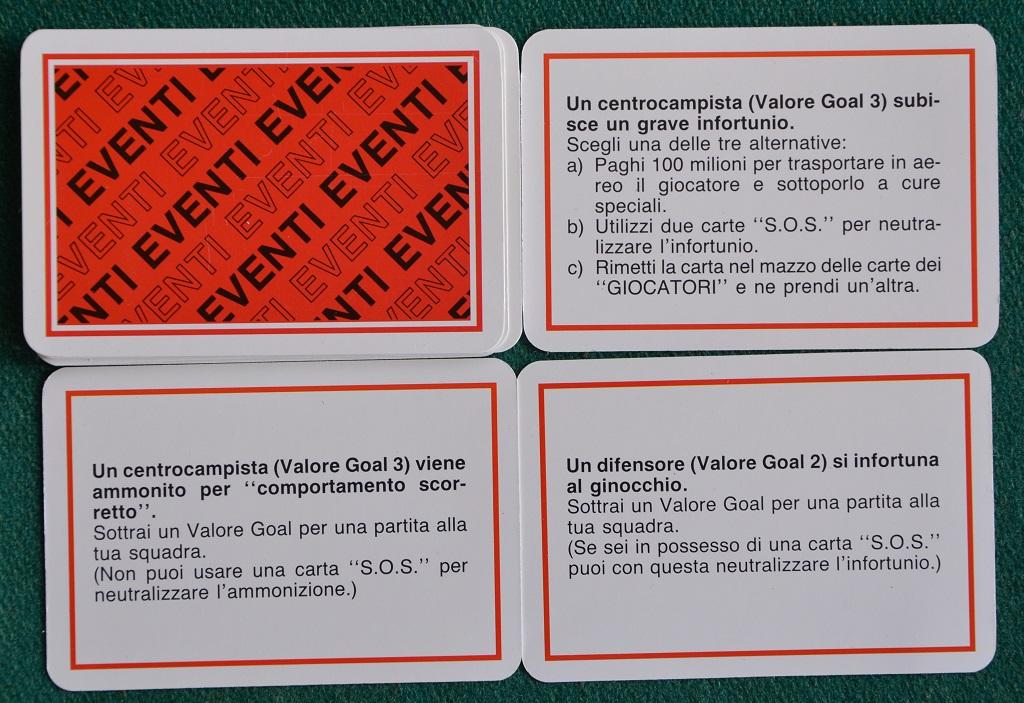 EVENTI EVENTI EVENTI
EVENTI EVENTI EVENTI
EVENTI EVENTI EVENTI
Un centrocampista (Valore Goal 3) subi-
sce un grave infortunio.
Scegli una delle tre alternative:
a) Paghi 100 milioni per trasportare in ae-
reo il giocatore e sottoporlo a cure
speciali.
b) Utilizzi due carte ‘‘S.O.S.’’ per neutra-
lizzare l’infortunio.
c) Rimetti la carta nel mazzo delle carte dei
‘‘GIOCATORI’’ e ne prendi un’altra.
Un centrocampista (Valore Goal 3) viene
ammonito per ‘‘comportamento scor-
retto’’.
Sottrai un Valore Goal per una partita alla
tua squadra.
(Non puoi usare una carta ‘‘S.O.S.’’ per
neutralizzare l’ammonizione.)
Un difensore (Valore Goal 2) si infortuna
al ginocchio.
Sottrai un Valore Goal per una partita alla
tua squadra.
(Se sei in possesso di una carta ‘‘S.O.S.’’
puoi con questa neutralizzare l’infortunio.)